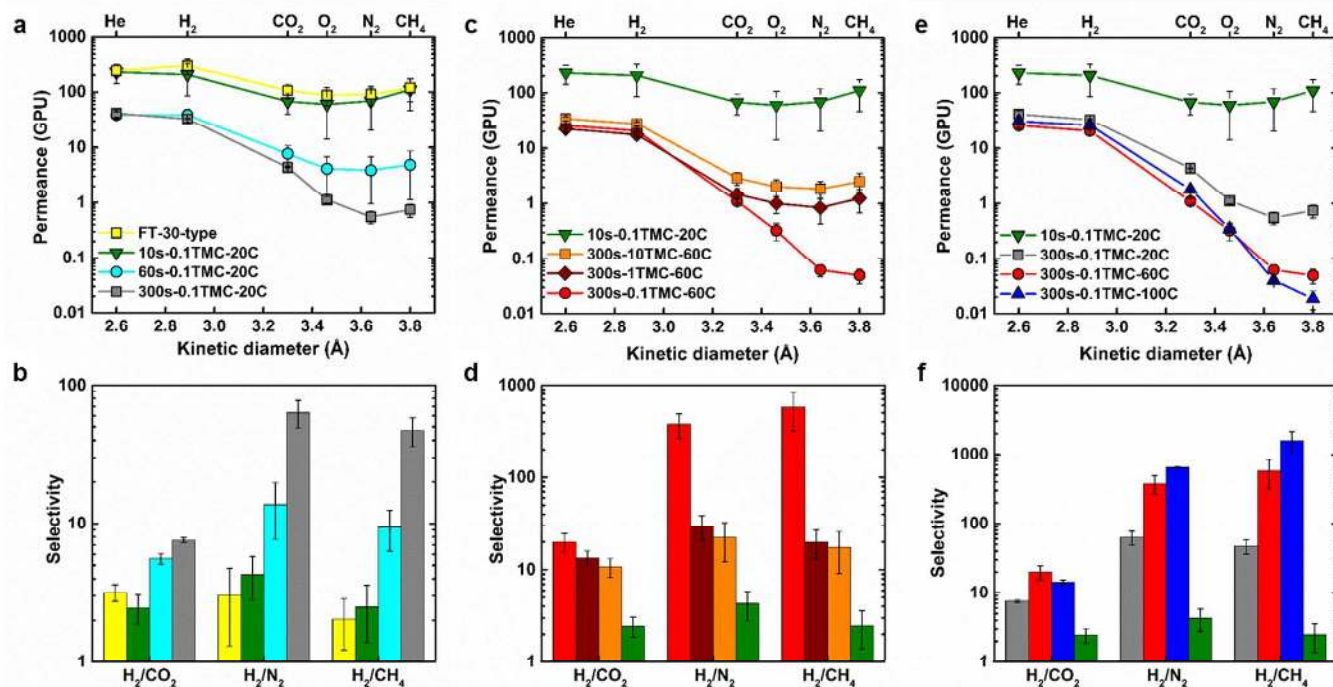 a
He H₂ CO₂ O₂ N₂ CH₄
1000
100
10
1
0.1
0.01
Permeance (GPU)
FT-30-type
10s-0.1TMC-20C
60s-0.1TMC-20C
300s-0.1TMC-20C
2.6 2.8 3.0 3.2 3.4 3.6 3.8
Kinetic diameter (Å)
c
He H₂ CO₂ O₂ N₂ CH₄
1000
100
10
1
0.1
0.01
Permeance (GPU)
10s-0.1TMC-20C
300s-10TMC-60C
300s-1TMC-60C
300s-0.1TMC-60C
2.6 2.8 3.0 3.2 3.4 3.6 3.8
Kinetic diameter (Å)
e
He H₂ CO₂ O₂ N₂ CH₄
1000
100
10
1
0.1
0.01
Permeance (GPU)
10s-0.1TMC-20C
300s-0.1TMC-20C
300s-0.1TMC-60C
300s-0.1TMC-100C
2.6 2.8 3.0 3.2 3.4 3.6 3.8
Kinetic diameter (Å)
b
100
10
1
Selectivity
H₂/CO₂ H₂/N₂ H₂/CH₄
d
1000
100
10
1
Selectivity
H₂/CO₂ H₂/N₂ H₂/CH₄
f
10000
1000
100
10
1
Selectivity
H₂/CO₂ H₂/N₂ H₂/CH₄